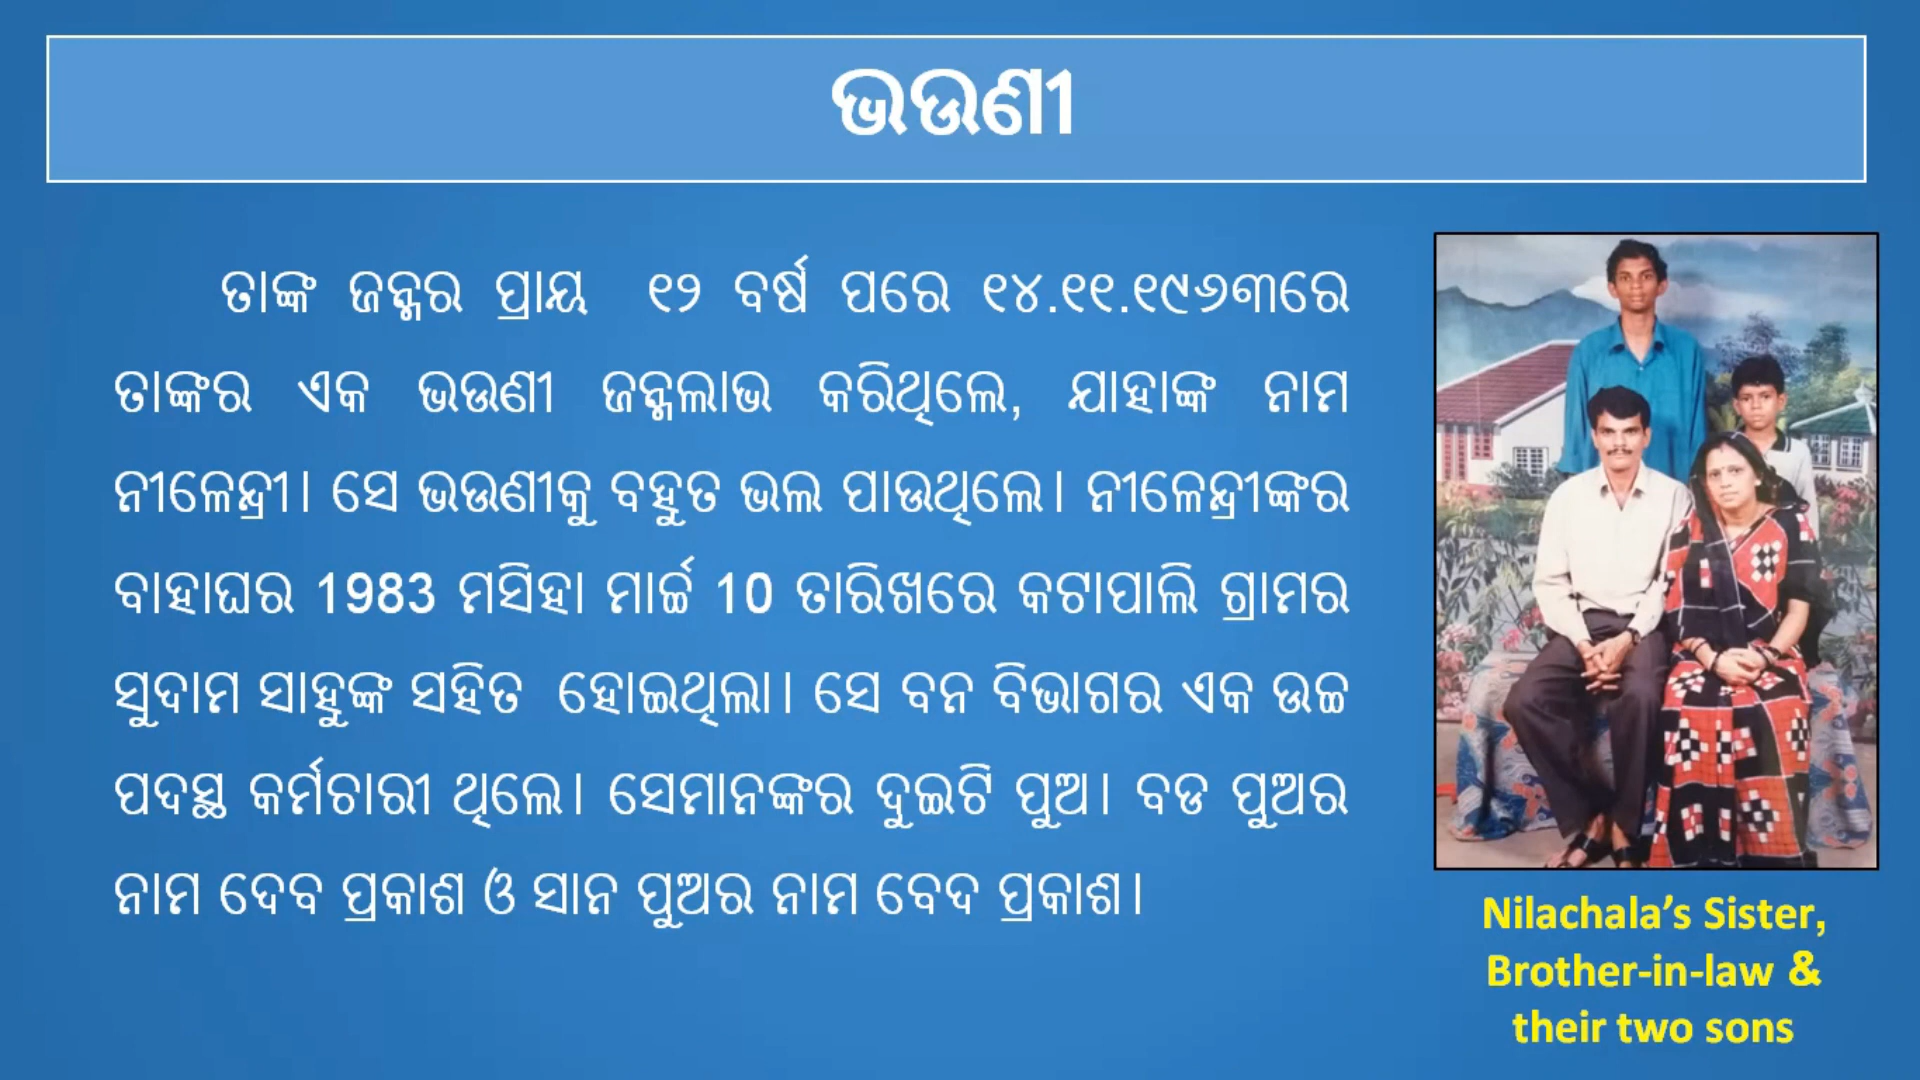 ଭଉଣୀ
ତାଙ୍କ ଜନ୍ମର ପ୍ରାୟ ୧୨ ବର୍ଷ ପରେ ୧୪.୧୧.୧୯୬୩ରେ
ତାଙ୍କର ଏକ ଭଉଣୀ ଜନ୍ମଲାଭ କରିଥିଲେ, ଯାହାଙ୍କ ନାମ
ନୀଳେନ୍ଦ୍ରୀ। ସେ ଭଉଣୀକୁ ବହୁତ ଭଲ ପାଉଥିଲେ। ନୀଳେନ୍ଦ୍ରୀଙ୍କର
ବାହାଘର 1983 ମସିହା ମାର୍ଚ୍ଚ 10 ତାରିଖରେ କଟାପାଲି ଗ୍ରାମର
ସୁଦାମ ସାହୁଙ୍କ ସହିତ ହୋଇଥିଲା। ସେ ବନ ବିଭାଗର ଏକ ଉଚ୍ଚ
ପଦସ୍ଥ କର୍ମଚାରୀ ଥିଲେ। ସେମାନଙ୍କର ଦୁଇଟି ପୁଅ। ବଡ ପୁଅର
ନାମ ଦେବ ପ୍ରକାଶ ଓ ସାନ ପୁଅର ନାମ ବେଦ ପ୍ରକାଶ।
Nilachala’s Sister,
Brother-in-law &
their two sons